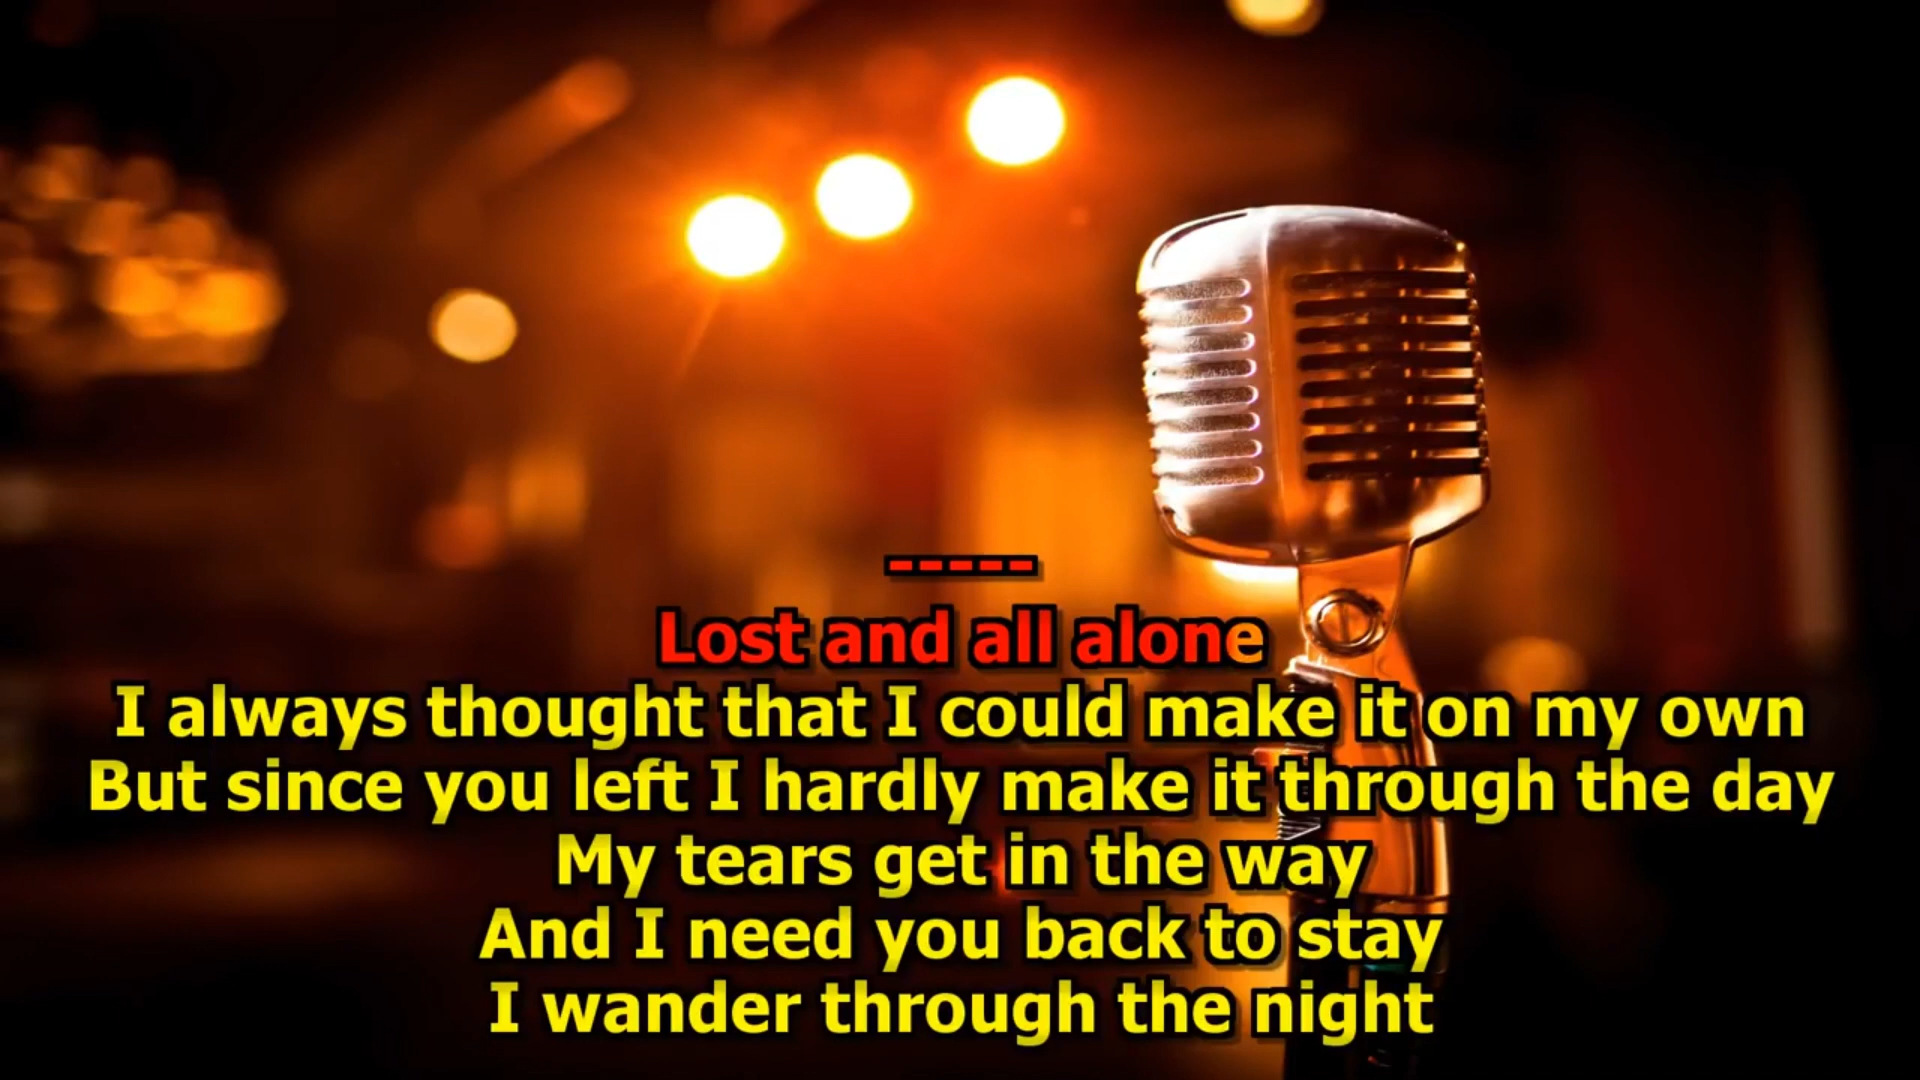 -----
Lost and all alone
I always thought that I could make it on my own
But since you left I hardly make it through the day
My tears get in the way
And I need you back to stay
I wander through the night